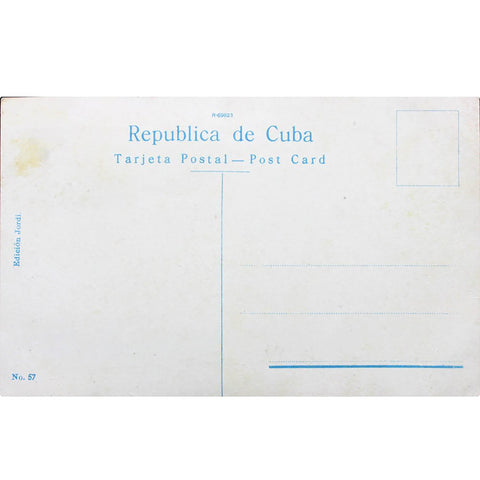 R-69621
Republica de Cuba
Tarjeta Postal — Post Card
Edición Jordi.
No. 57